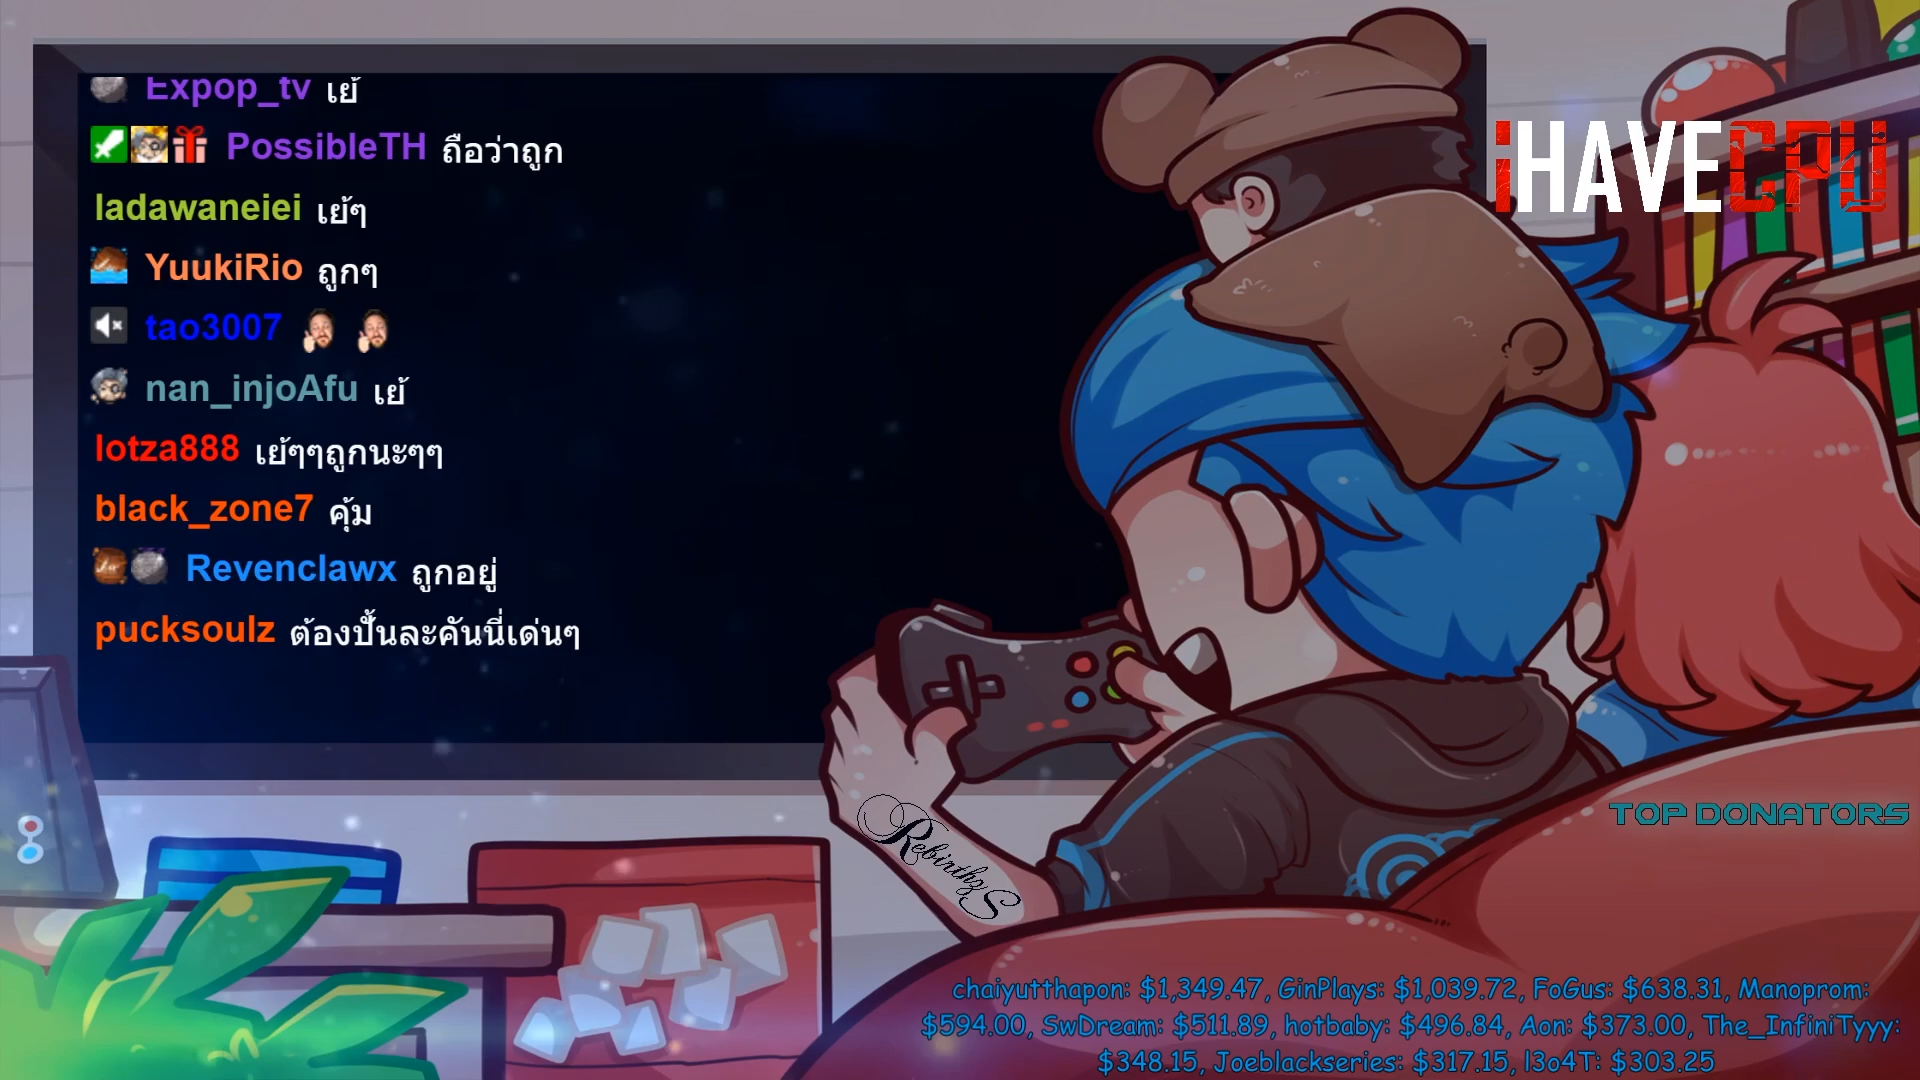 Expop_tv เย้
PossibleTH ถือว่าถูก
ladawaneiei เย้ๆ
YuukiRio ถูกๆ
tao3007
nan_injoAfu เย้
lotza888 เย้ๆๆถูกนะๆๆ
black_zone7 คุ้ม
Revenclawx ถูกอยู่
pucksoulz ต้องปั้นละคันนี่เด่นๆ
iHAVECPU
RebirthzS
TOP DONATORS
chaiyutthapon: $1,349.47, GinPlays: $1,039.72, FoGus: $638.31, Manoprom:
$594.00, SwDream: $511.89, hotbaby: $496.84, Aon: $373.00, The_InfiniTyyy:
$348.15, Joeblackseries: $317.15, l3o4T: $303.25